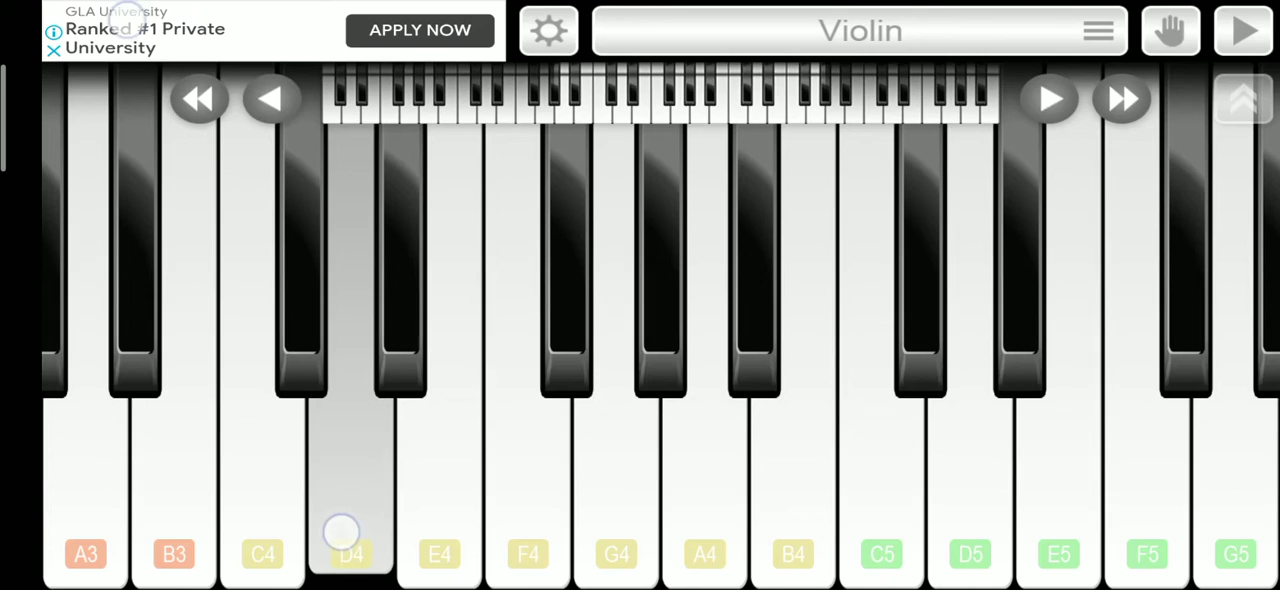 GLA University
Ranked #1 Private
University
APPLY NOW
Violin
A3 B3 C4 D4 E4 F4 G4 A4 B4 C5 D5 E5 F5 G5